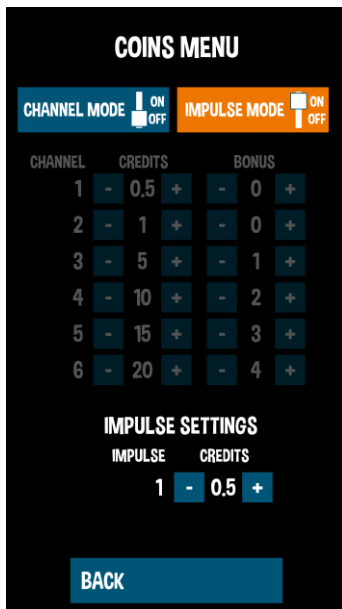 COINS MENU
CHANNEL MODE ON OFF IMPULSE MODE ON OFF
CHANNEL CREDITS BONUS
1 - 0.5 + - 0 +
2 - 1 + - 0 +
3 - 5 + - 1 +
4 - 10 + - 2 +
5 - 15 + - 3 +
6 - 20 + - 4 +
IMPULSE SETTINGS
IMPULSE CREDITS
1 - 0.5 +
BACK